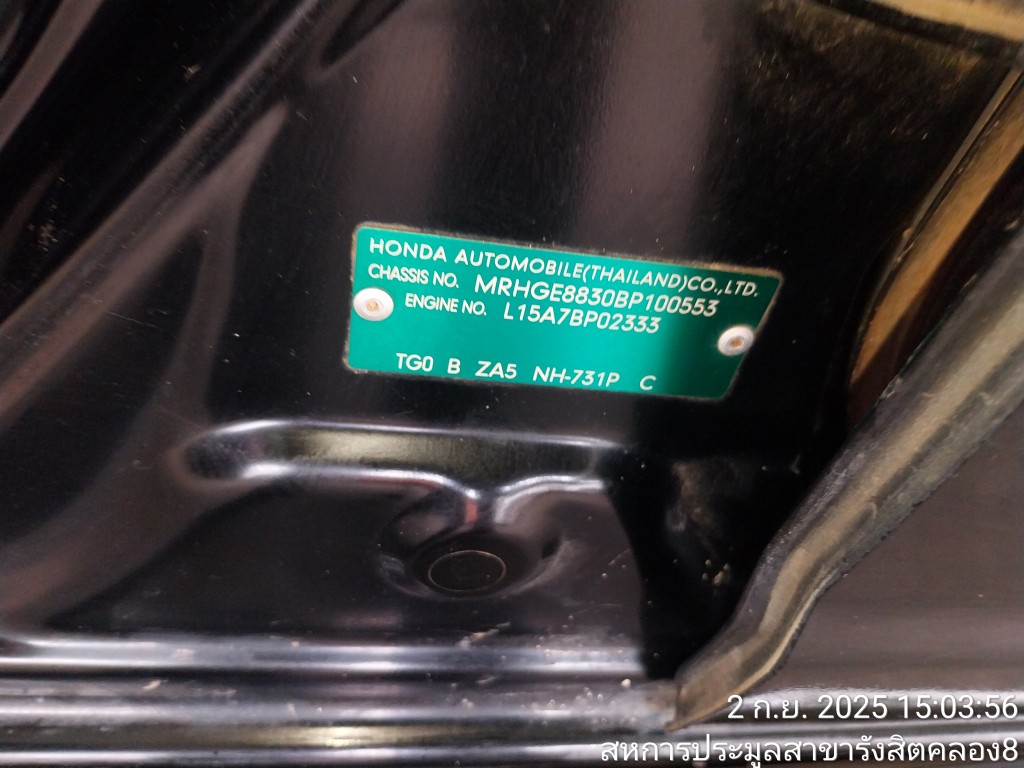 HONDA AUTOMOBILE(THAILAND)CO.,LTD.
CHASSIS NO. MRHGE8830BP100553
ENGINE NO. L15A7BP02333
TG0 B ZA5 NH-731P C
2 ก.ย. 2025 15:03:56
สหการประมูลสาขารังสิตคลอง8